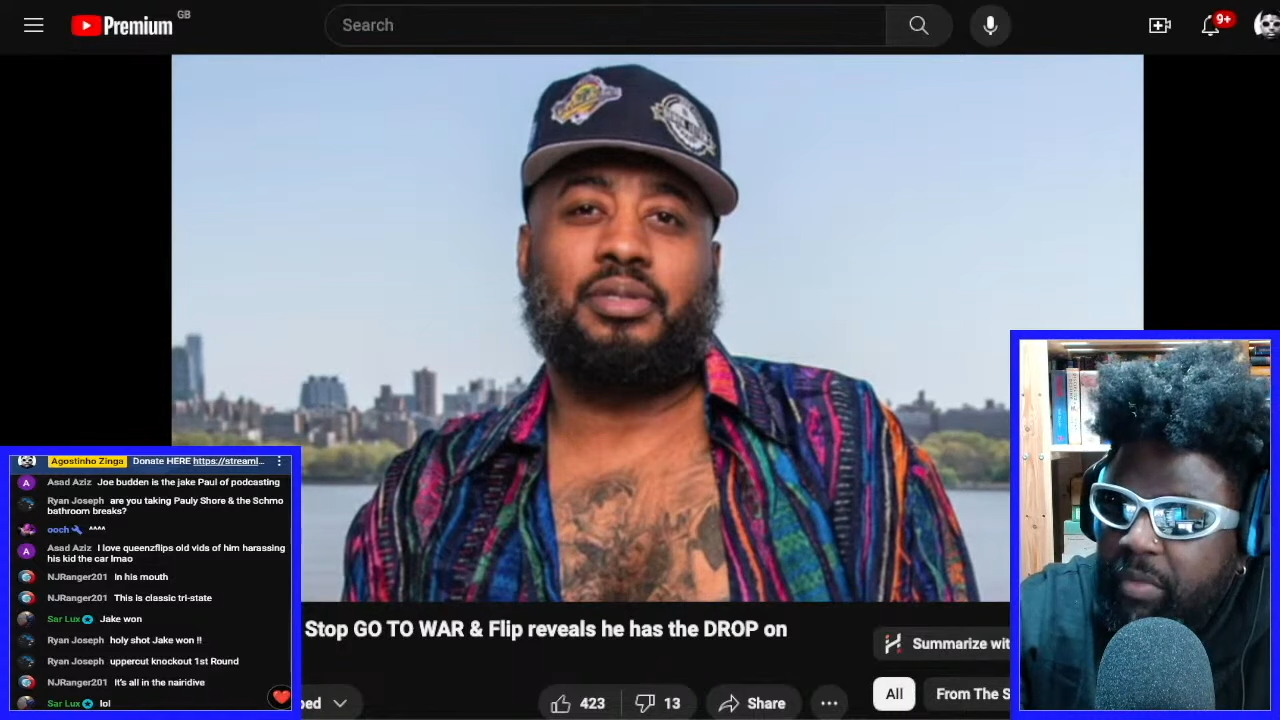 Premium GB
Search
9+
Agostinho Zinga Donate HERE https://streaml...
Asad Aziz Joe budden is the jake Paul of podcasting
Ryan Joseph are you taking Pauly Shore & the Schmo
bathroom breaks?
ooch ^^^^
Asad Aziz I love queenzflips old vids of him harassing
his kid the car lmao
NJRanger201 In his mouth
NJRanger201 This is classic tri-state
Sar Lux Jake won
Ryan Joseph holy shot Jake won !!
Ryan Joseph uppercut knockout 1st Round
NJRanger201 It's all in the nairidive
Sar Lux lol
Stop GO TO WAR & Flip reveals he has the DROP on
Summarize wit
All
From The S
bed
423
13
Share